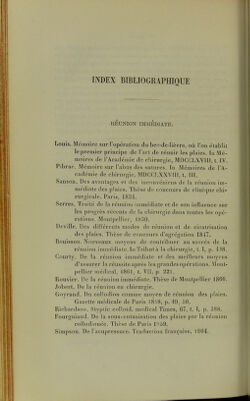 INDEX BIBLIOGRAPHIQUE
RÉUNION IMMÉDIATE.
Louis. Mémoire sur l'opération du bec-de-lièvre, où l'on établit
le premier principe de l'art de réunir les plaies. In Mé-
moires de l'Académie de chirurgie, MDCCLXVIII, t. IV.
Pibrac. Mémoire sur l'abus des sutures. In Mémoires de l'A-
cadémie de chirurgie, MDCCLXXVIII, t. III.
Sanson. Des avantages et des inconvénients de la réunion im-
médiate des plaies. Thèse de concours de clinique chi-
rurgicale. Paris, 1834.
Serres. Traité de la réunion immédiate et de son influence sur
les progrès récents de la chirurgie dans toutes les opé-
rations. Montpellier, 1830.
Deville. Des différents modes de réunion et de cicatrisation
des plaies. Thèse de concours d'agrégation 1847.
Bouisson. Nouveaux moyens de contribuer au succès de la
réunion immédiate. In Tribut à la chirurgie, t. I, p. 188.
Courty. De la réunion immédiate et des meilleurs moyens
d'assurer la réussite après les grandes opérations. Mont-
pellier médical, 1861, t. VII, p. 221.
Bouvier. De la réunion immédiate. Thèse de Montpellier 1866.
Jobert. De la réunion en chirurgie.
Goyrand. Du collodion comme moyen de réunion des plaies.
Gazette médicale de Paris 1858, p. 49, 50.
Richardson. Styptic colloid, medical Times, 67, t. I, p. 388.
Fourguiaud. De la sous-cutanisation des plaies par la réunion
collodionnée. Thèse de Paris 1859.
Simpson. De l'acupressure. Traduction française, 1864.